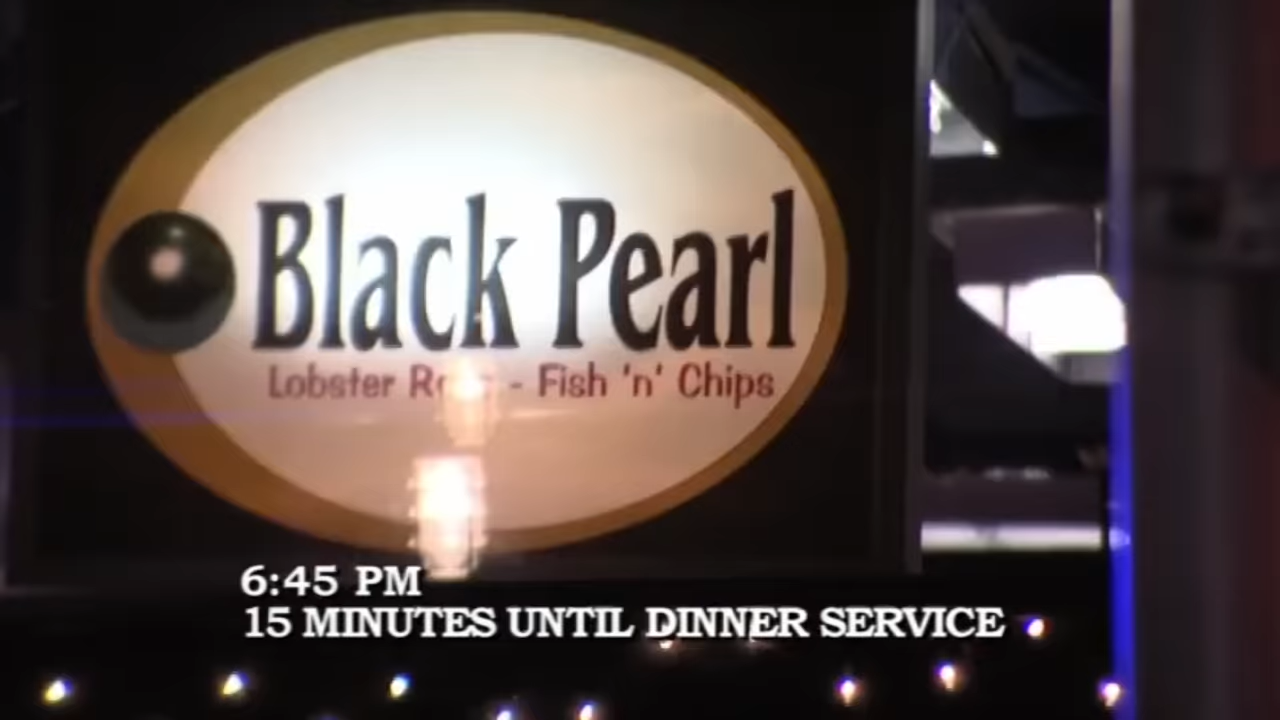 Black Pearl
Lobster - Fish 'n' Chips
6:45 PM
15 MINUTES UNTIL DINNER SERVICE